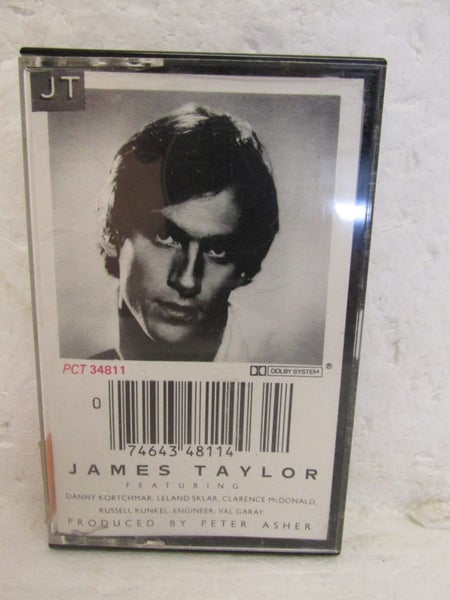 JT
PCT 34811
DOLBY SYSTEM ®
0
74643 48114
JAMES TAYLOR
FEATURING
DANNY KORTCHMAR, LELAND SKLAR, CLARENCE McDONALD,
RUSSELL KUNKEL. ENGINEER: VAL GARAY
PRODUCED BY PETER ASHER